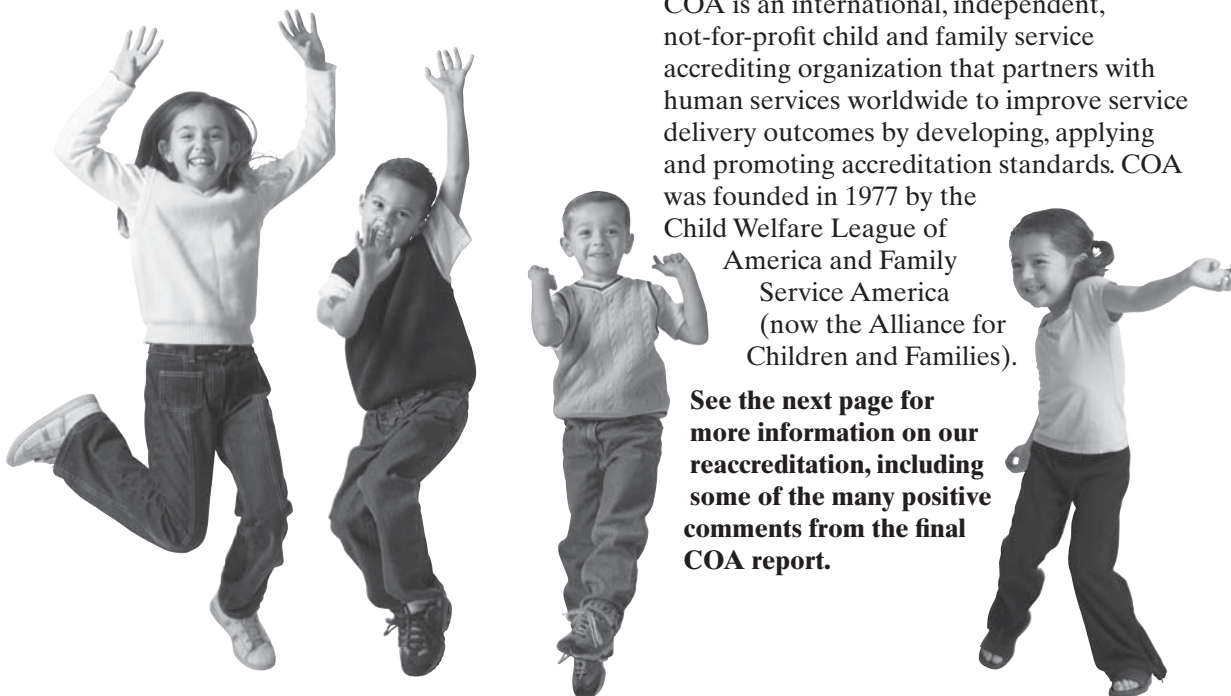 COA is an international, independent,
not-for-profit child and family service
accrediting organization that partners with
human services worldwide to improve service
delivery outcomes by developing, applying
and promoting accreditation standards. COA
was founded in 1977 by the
Child Welfare League of
America and Family
Service America
(now the Alliance for
Children and Families).
See the next page for
more information on our
reaccreditation, including
some of the many positive
comments from the final
COA report.